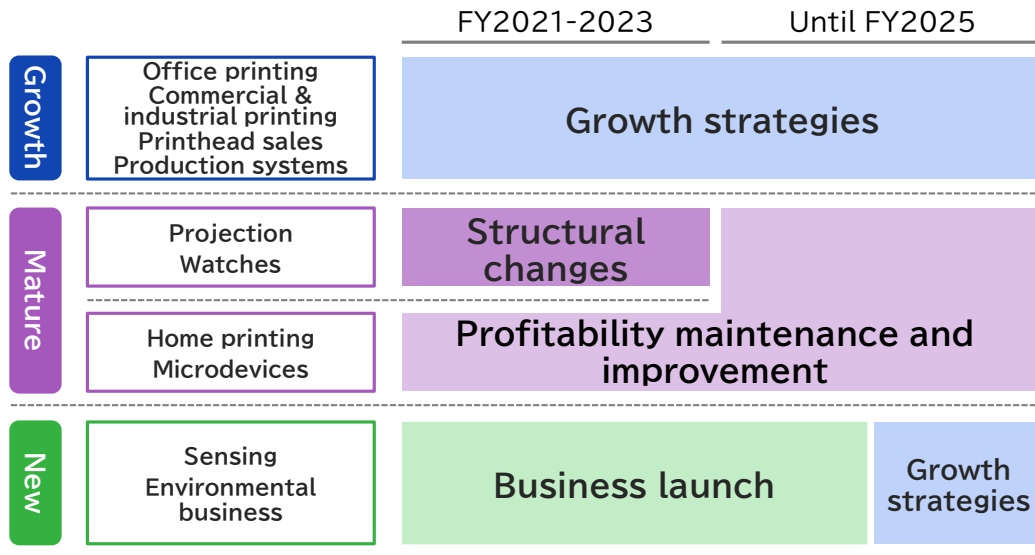 FY2021-2023
Until FY2025
Growth
Office printing
Commercial &
industrial printing
Printhead sales
Production systems
Growth strategies
Mature
Projection
Watches
Structural
changes
Home printing
Microdevices
Profitability maintenance and
improvement
New
Sensing
Environmental
business
Business launch
Growth
strategies